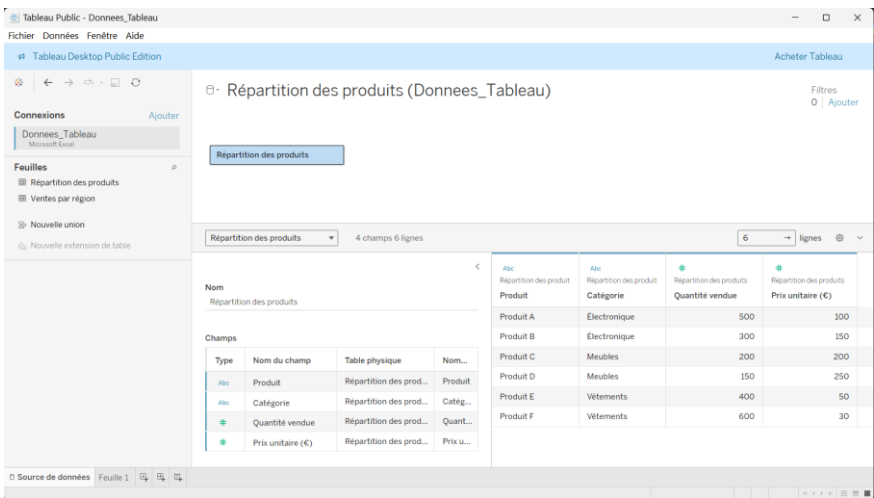 Tableau Public - Donnees_Tableau
Fichier Données Fenêtre Aide
Tableau Desktop Public Edition
Acheter Tableau
Connexions
Ajouter
Donnees_Tableau
Microsoft Excel
Feuilles
Répartition des produits
Ventes par région
Nouvelle union
Nouvelle extension de table
Répartition des produits (Donnees_Tableau)
Filtres
0 | Ajouter
Répartition des produits
Répartition des produits
4 champs 6 lignes
6
lignes
Nom
Répartition des produits
Champs
Type Nom du champ Table physique Nom...
Abc Produit Répartition des prod... Produit
Abc Catégorie Répartition des prod... Catég...
# Quantité vendue Répartition des prod... Quant...
# Prix unitaire (€) Répartition des prod... Prix u...
Abc Abc # #
Répartition des produit Répartition des produit Répartition des produits Répartition des produits
Produit Catégorie Quantité vendue Prix unitaire (€)
Produit A Électronique 500 100
Produit B Électronique 300 150
Produit C Meubles 200 200
Produit D Meubles 150 250
Produit E Vêtements 400 50
Produit F Vêtements 600 30
Source de données Feuille 1